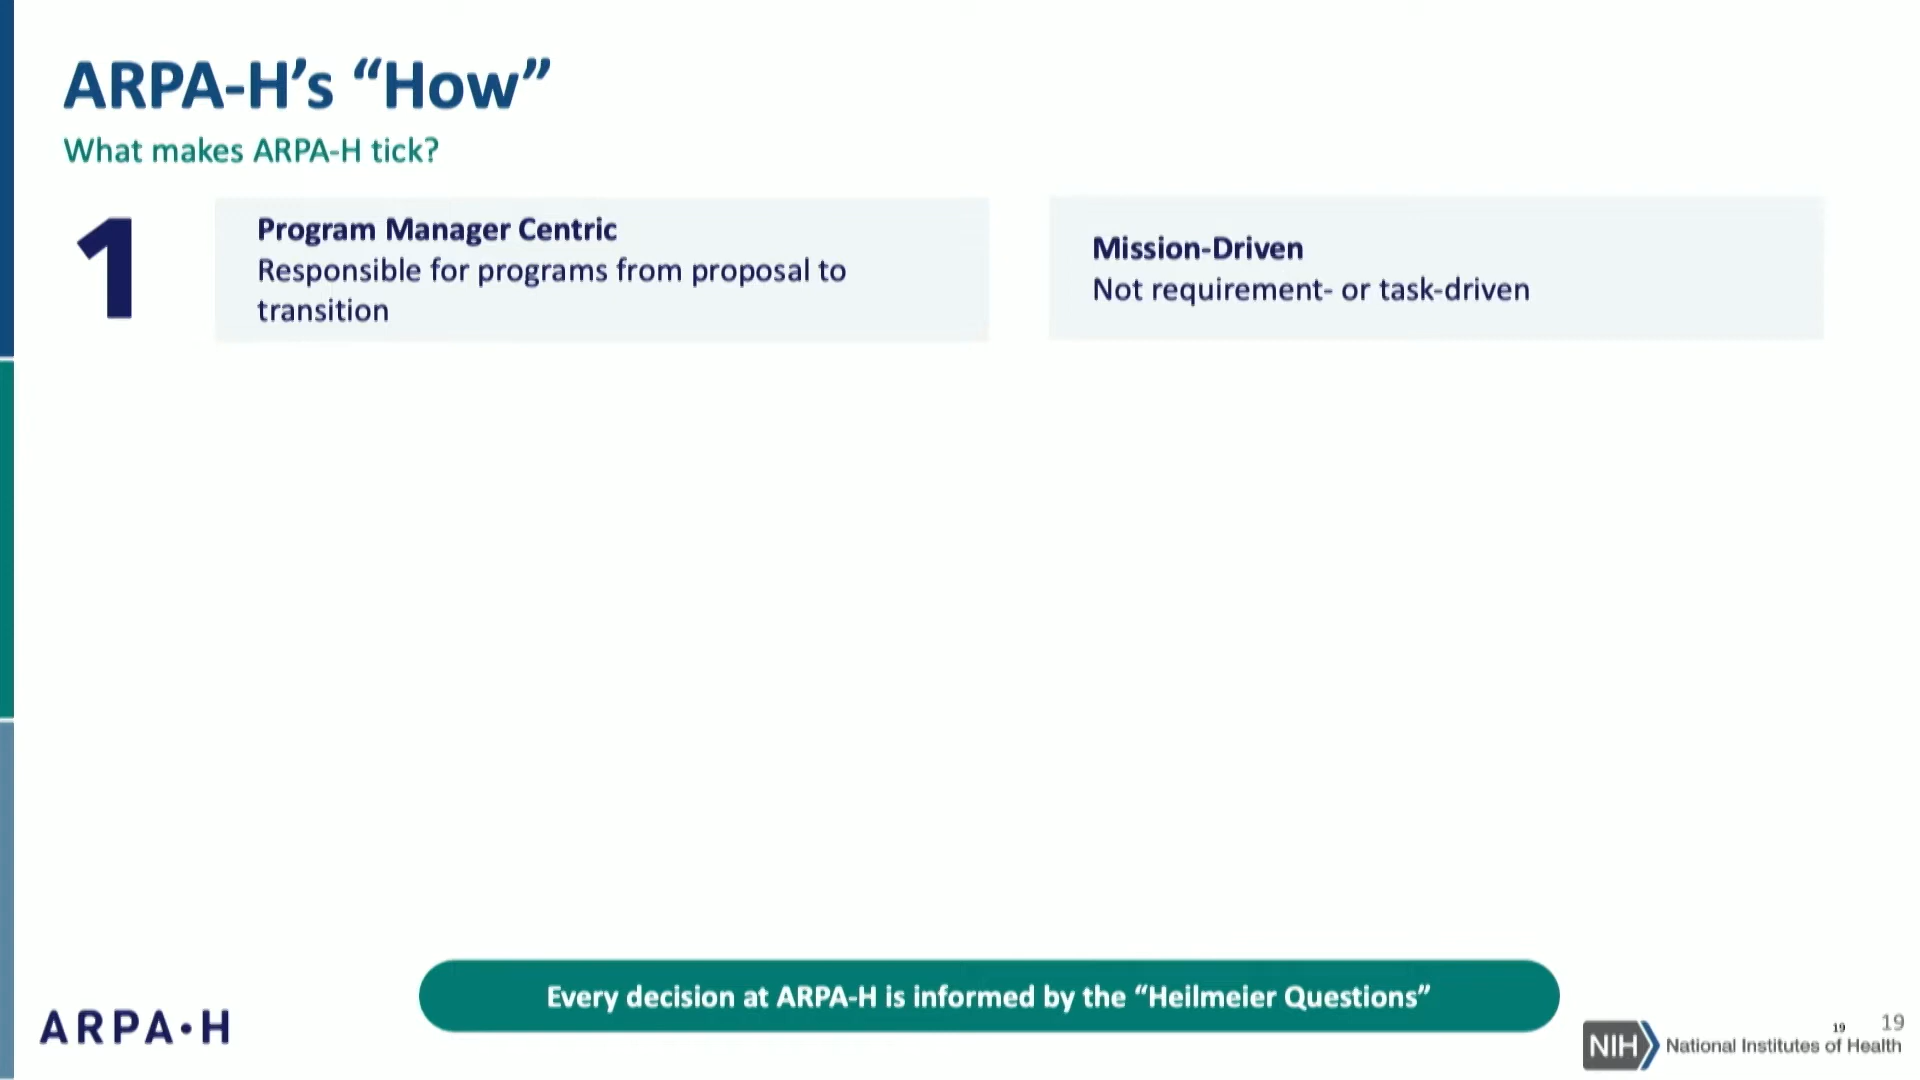 ARPA-H’s “How”
What makes ARPA-H tick?
1
Program Manager Centric
Responsible for programs from proposal to
transition
Mission-Driven
Not requirement- or task-driven
Every decision at ARPA-H is informed by the “Heilmeier Questions”
ARPA·H
19
19
NIH National Institutes of Health